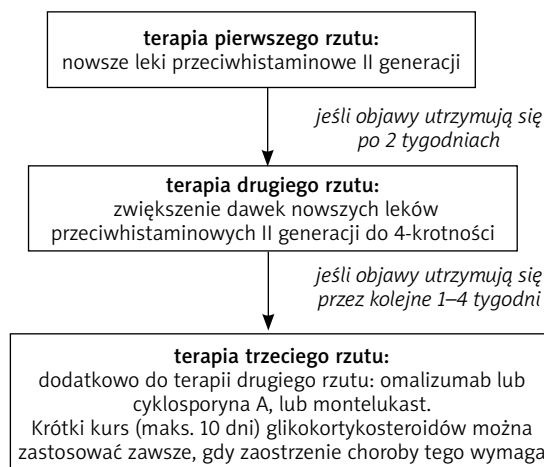 terapia pierwszego rzutu:
nowsze leki przeciwhistaminowe II generacji
jeśli objawy utrzymują się
po 2 tygodniach
terapia drugiego rzutu:
zwiększenie dawek nowszych leków
przeciwhistaminowych II generacji do 4-krotności
jeśli objawy utrzymują się
przez kolejne 1–4 tygodni
terapia trzeciego rzutu:
dodatkowo do terapii drugiego rzutu: omalizumab lub
cyklosporyna A, lub montelukast.
Krótki kurs (maks. 10 dni) glikokortykosteroidów można
zastosować zawsze, gdy zaostrzenie choroby tego wymaga